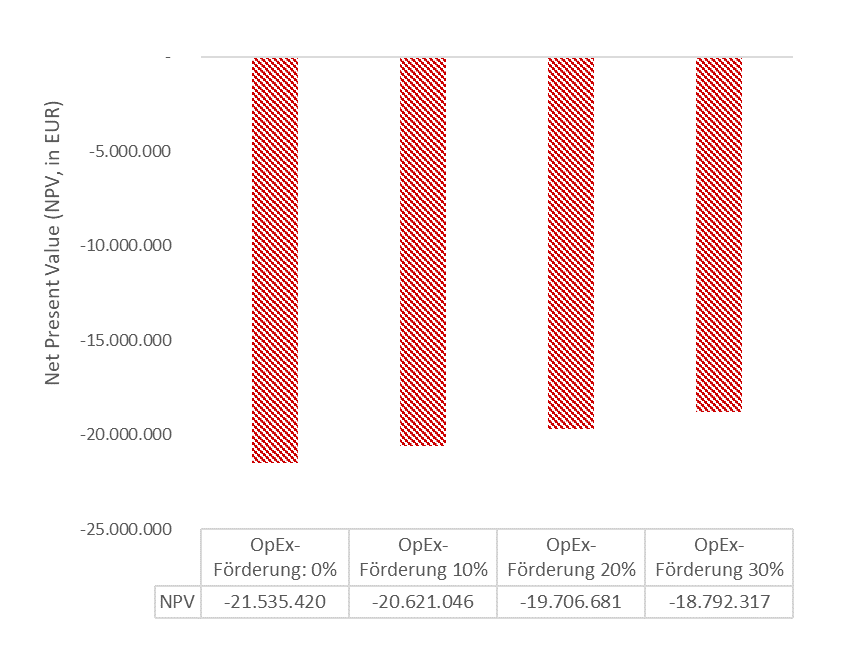 -
-5.000.000
-10.000.000
-15.000.000
-20.000.000
-25.000.000
Net Present Value (NPV, in EUR)
OpEx-
Förderung: 0%
OpEx-
Förderung 10%
OpEx-
Förderung 20%
OpEx-
Förderung 30%
NPV -21.535.420 -20.621.046 -19.706.681 -18.792.317